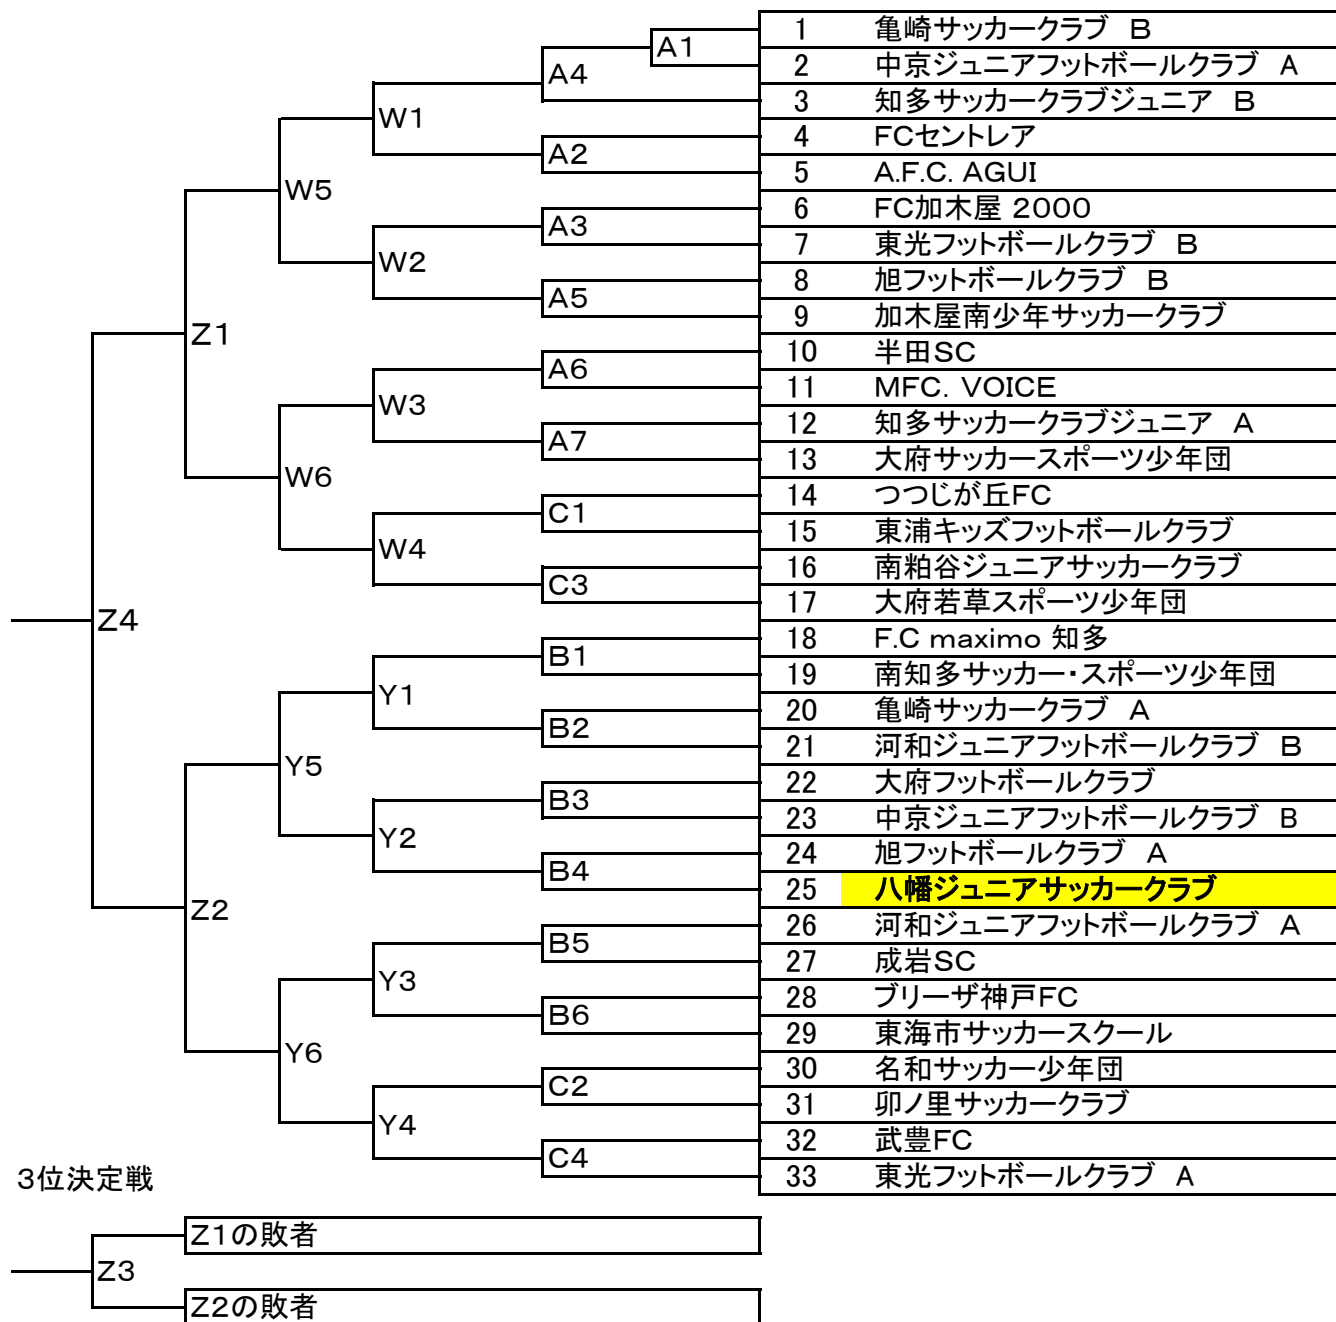 1 亀崎サッカークラブ B
A1
2 中京ジュニアフットボールクラブ A
A4
3 知多サッカークラブジュニア B
W1
4 FCセントレア
A2
5 A.F.C. AGUI
W5
6 FC加木屋 2000
A3
7 東光フットボールクラブ B
W2
8 旭フットボールクラブ B
A5
9 加木屋南少年サッカークラブ
Z1
10 半田SC
A6
11 MFC. VOICE
W3
12 知多サッカークラブジュニア A
A7
13 大府サッカースポーツ少年団
W6
14 つつじが丘FC
C1
15 東浦キッズフットボールクラブ
W4
16 南粕谷ジュニアサッカークラブ
C3
17 大府若草スポーツ少年団
Z4
18 F.C maximo 知多
B1
19 南知多サッカー・スポーツ少年団
Y1
20 亀崎サッカークラブ A
B2
21 河和ジュニアフットボールクラブ B
Y5
22 大府フットボールクラブ
B3
23 中京ジュニアフットボールクラブ B
Y2
24 旭フットボールクラブ A
B4
25 八幡ジュニアサッカークラブ
Z2
26 河和ジュニアフットボールクラブ A
B5
27 成岩SC
Y3
28 ブリーザ神戸FC
B6
29 東海市サッカースクール
Y6
30 名和サッカー少年団
C2
31 卯ノ里サッカークラブ
Y4
32 武豊FC
C4
33 東光フットボールクラブ A
3位決定戦
Z1の敗者
Z3
Z2の敗者